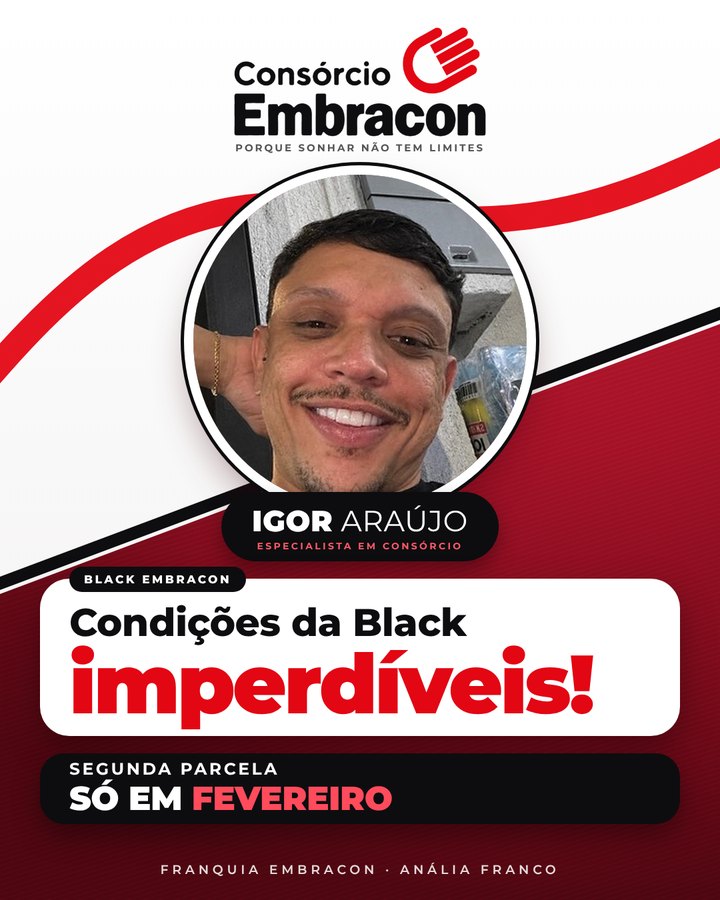 Consórcio
Embracon
PORQUE SONHAR NÃO TEM LIMITES
IGOR ARAÚJO
ESPECIALISTA EM CONSÓRCIO
BLACK EMBRACON
Condições da Black
imperdíveis!
SEGUNDA PARCELA
SÓ EM FEVEREIRO
FRANQUIA EMBRACON · ANÁLIA FRANCO